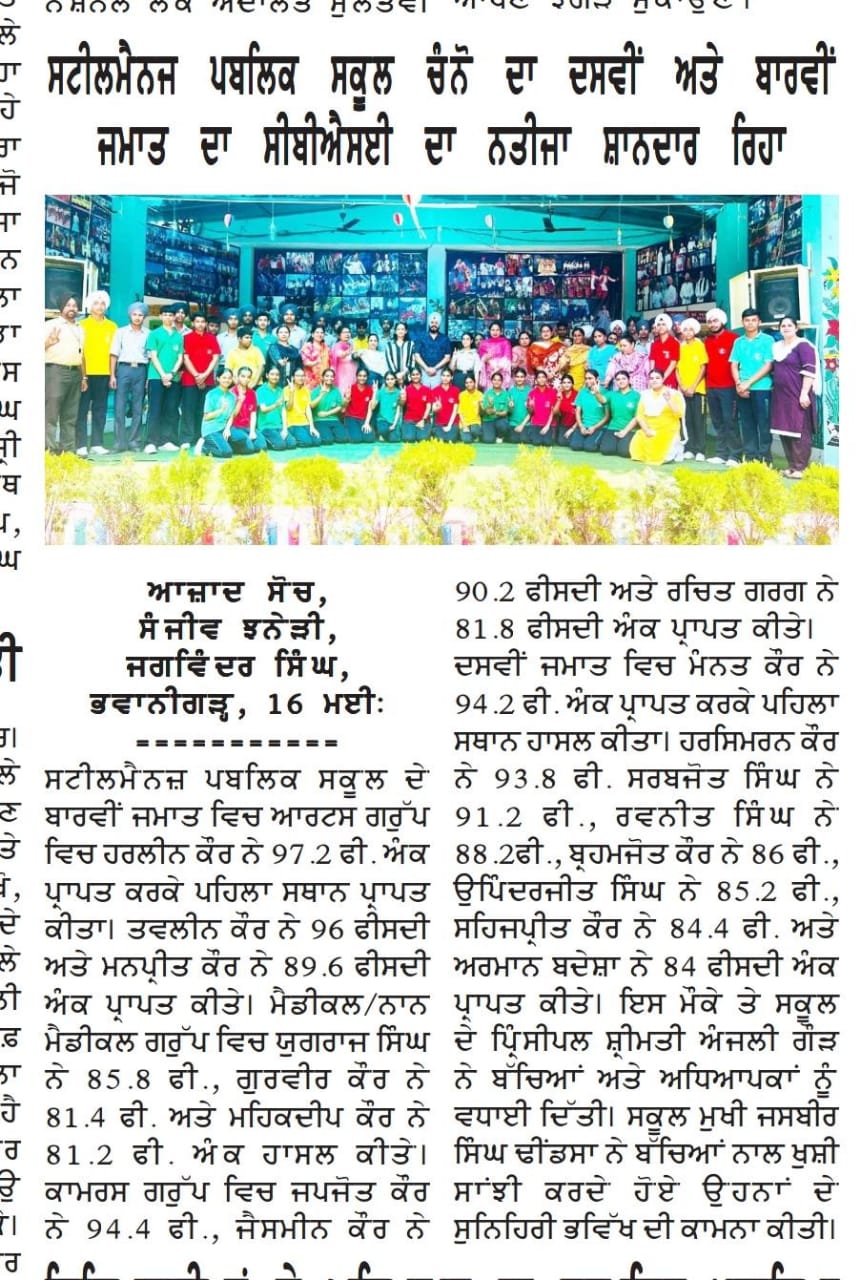 ਨੈਸ਼ਨਲ ਲੋਕ ਅਦਾਲਤ ਮੁਲਤਵੀ
ਸਟੀਲਮੈਨਜ ਪਬਲਿਕ ਸਕੂਲ ਚੰਨੋ ਦਾ ਦਸਵੀਂ ਅਤੇ ਬਾਰਵੀਂ
ਜਮਾਤ ਦਾ ਸੀਬੀਐਸਈ ਦਾ ਨਤੀਜਾ ਸ਼ਾਨਦਾਰ ਰਿਹਾ
ਆਜ਼ਾਦ ਸੋਚ,
ਸੰਜੀਵ ਝਨੇੜੀ,
ਜਗਵਿੰਦਰ ਸਿੰਘ,
ਭਵਾਨੀਗੜ੍ਹ, 16 ਮਈਃ
===========
ਸਟੀਲਮੈਨਜ਼ ਪਬਲਿਕ ਸਕੂਲ ਦੇ
ਬਾਰਵੀਂ ਜਮਾਤ ਵਿਚ ਆਰਟਸ ਗਰੁੱਪ
ਵਿਚ ਹਰਲੀਨ ਕੌਰ ਨੇ 97.2 ਫੀ.ਅੰਕ
ਪ੍ਰਾਪਤ ਕਰਕੇ ਪਹਿਲਾ ਸਥਾਨ ਪ੍ਰਾਪਤ
ਕੀਤਾ। ਤਵਲੀਨ ਕੌਰ ਨੇ 96 ਫੀਸਦੀ
ਅਤੇ ਮਨਪ੍ਰੀਤ ਕੌਰ ਨੇ 89.6 ਫੀਸਦੀ
ਅੰਕ ਪ੍ਰਾਪਤ ਕੀਤੇ। ਮੈਡੀਕਲ/ਨਾਨ
ਮੈਡੀਕਲ ਗਰੁੱਪ ਵਿਚ ਯੁਗਰਾਜ ਸਿੰਘ
ਨੇ 85.8 ਫੀ., ਗੁਰਵੀਰ ਕੌਰ ਨੇ
81.4 ਫੀ. ਅਤੇ ਮਹਿਕਦੀਪ ਕੌਰ ਨੇ
81.2 ਫੀ. ਅੰਕ ਹਾਸਲ ਕੀਤੇ।
ਕਾਮਰਸ ਗਰੁੱਪ ਵਿਚ ਜਪਜੋਤ ਕੌਰ
ਨੇ 94.4 ਫੀ., ਜੈਸਮੀਨ ਕੌਰ ਨੇ
90.2 ਫੀਸਦੀ ਅਤੇ ਰਚਿਤ ਗਰਗ ਨੇ
81.8 ਫੀਸਦੀ ਅੰਕ ਪ੍ਰਾਪਤ ਕੀਤੇ।
ਦਸਵੀਂ ਜਮਾਤ ਵਿਚ ਮੰਨਤ ਕੌਰ ਨੇ
94.2 ਫੀ.ਅੰਕ ਪ੍ਰਾਪਤ ਕਰਕੇ ਪਹਿਲਾ
ਸਥਾਨ ਹਾਸਲ ਕੀਤਾ। ਹਰਸਿਮਰਨ ਕੌਰ
ਨੇ 93.8 ਫੀ. ਸਰਬਜੋਤ ਸਿੰਘ ਨੇ
91.2 ਫੀ., ਰਵਨੀਤ ਸਿੰਘ ਨੇ
88.2ਫੀ., ਬ੍ਰਹਮਜੋਤ ਕੌਰ ਨੇ 86 ਫੀ.,
ਉਪਿੰਦਰਜੀਤ ਸਿੰਘ ਨੇ 85.2 ਫੀ.,
ਸਹਿਜਪ੍ਰੀਤ ਕੌਰ ਨੇ 84.4 ਫੀ. ਅਤੇ
ਅਰਮਾਨ ਬਦੇਸ਼ਾ ਨੇ 84 ਫੀਸਦੀ ਅੰਕ
ਪ੍ਰਾਪਤ ਕੀਤੇ। ਇਸ ਮੌਕੇ ਤੇ ਸਕੂਲ
ਦੇ ਪ੍ਰਿੰਸੀਪਲ ਸ਼੍ਰੀਮਤੀ ਅੰਜਲੀ ਗੌੜ
ਨੇ ਬੱਚਿਆਂ ਅਤੇ ਅਧਿਆਪਕਾਂ ਨੂੰ
ਵਧਾਈ ਦਿੱਤੀ। ਸਕੂਲ ਮੁਖੀ ਜਸਬੀਰ
ਸਿੰਘ ਢੀਂਡਸਾ ਨੇ ਬੱਚਿਆਂ ਨਾਲ ਖੁਸ਼ੀ
ਸਾਂਝੀ ਕਰਦੇ ਹੋਏ ਉਹਨਾਂ ਦੇ
ਸੁਨਿਹਿਰੀ ਭਵਿੱਖ ਦੀ ਕਾਮਨਾ ਕੀਤੀ।